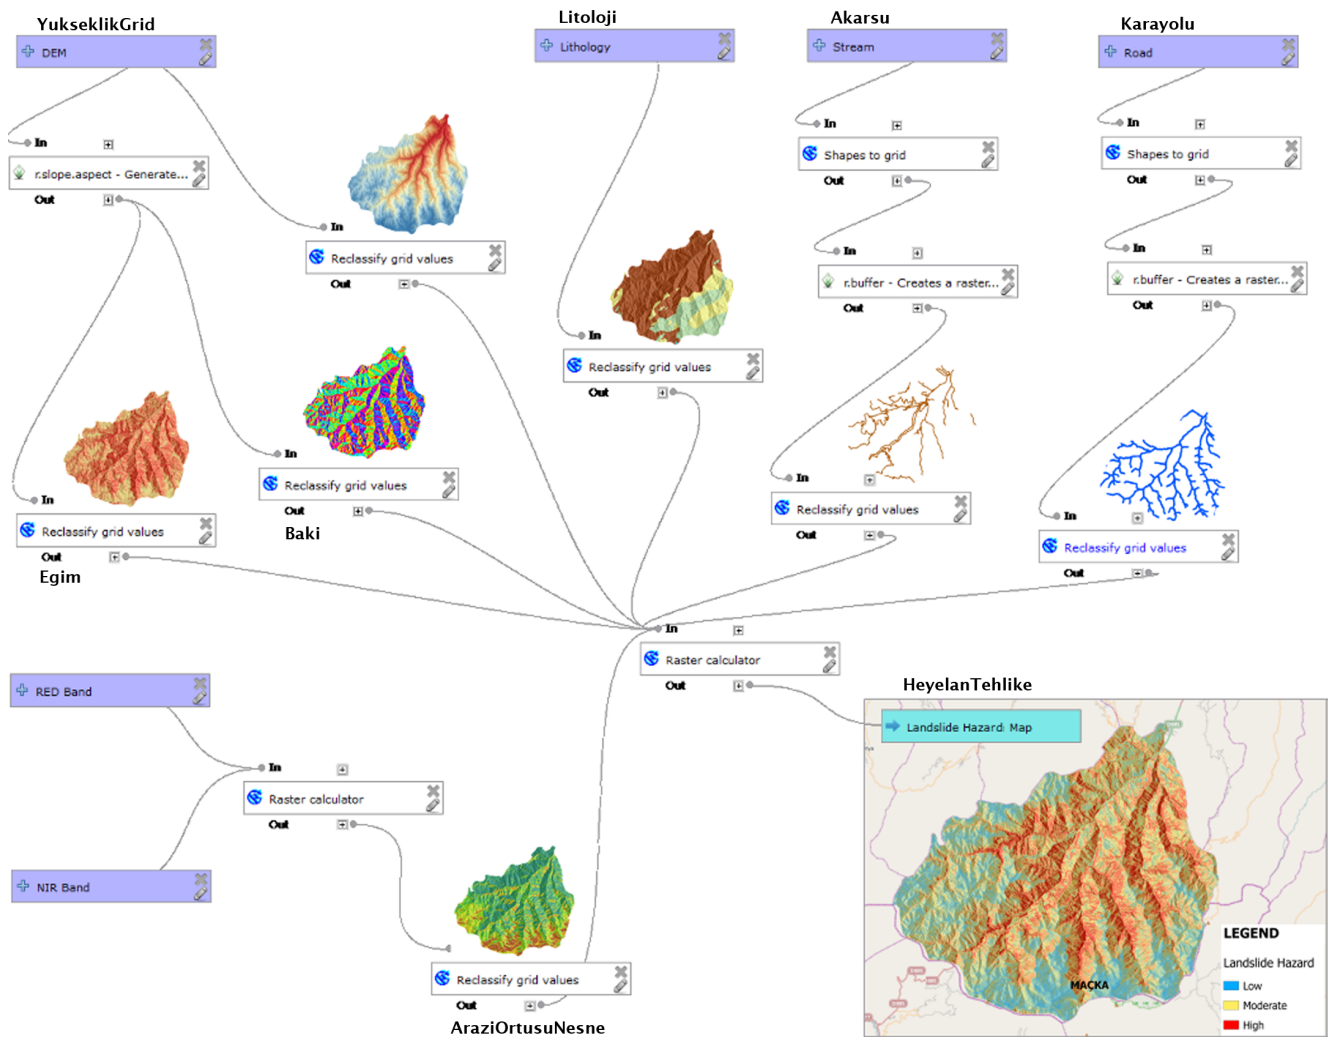 YukseklikGrid
DEM
Litoloji
Lithology
Akarsu
Stream
Karayolu
Road
In
r.slope.aspect - Generate...
Out
In
Reclassify grid values
Out
In
Reclassify grid values
Out
In
Shapes to grid
Out
In
r.buffer - Creates a raster...
Out
In
Shapes to grid
Out
In
r.buffer - Creates a raster...
Out
In
Reclassify grid values
Out
Egim
In
Reclassify grid values
Out
Baki
In
Reclassify grid values
Out
In
Reclassify grid values
Out
In
Raster calculator
Out
RED Band
NIR Band
In
Raster calculator
Out
Reclassify grid values
Out
AraziOrtusuNesne
HeyelanTehlike
Landslide Hazard: Map
MAÇKA
LEGEND
Landslide Hazard
Low
Moderate
High